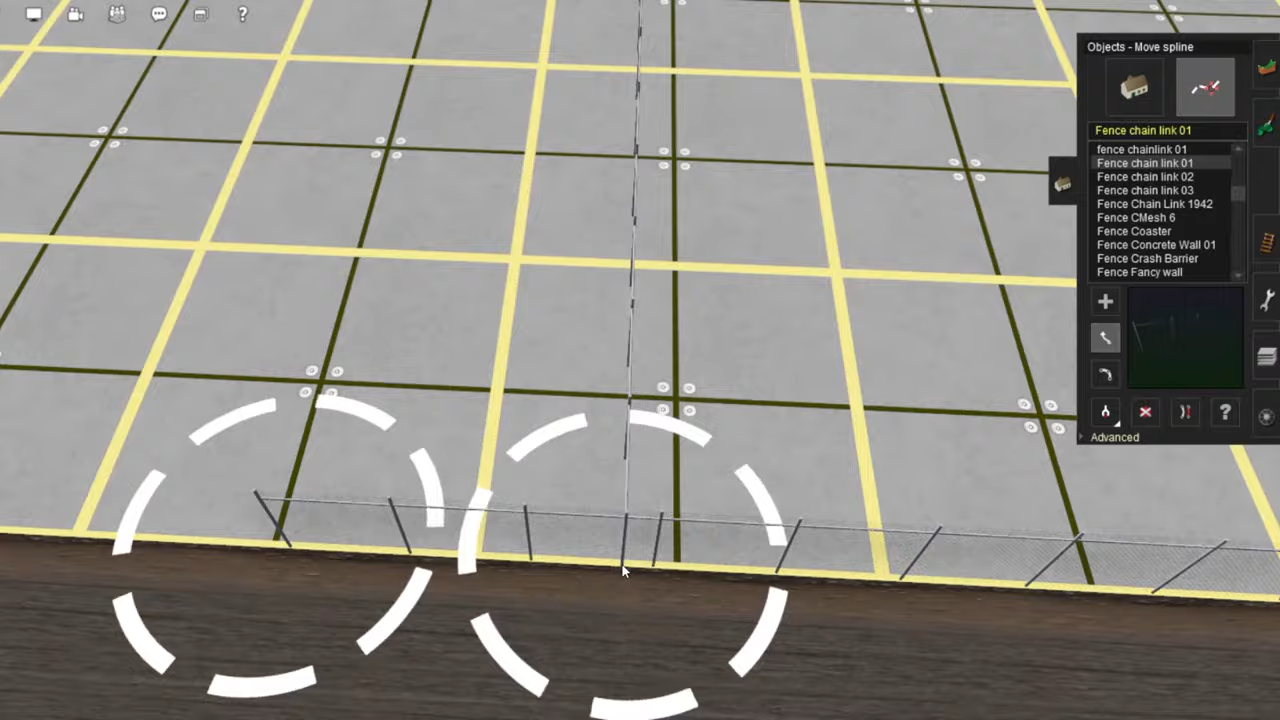 ?
Objects - Move spline
Fence chain link 01
fence chainlink 01
Fence chain link 01
Fence chain link 02
Fence chain link 03
Fence Chain Link 1942
Fence CMesh 6
Fence Coaster
Fence Concrete Wall 01
Fence Crash Barrier
Fence Fancy wall
?
Advanced